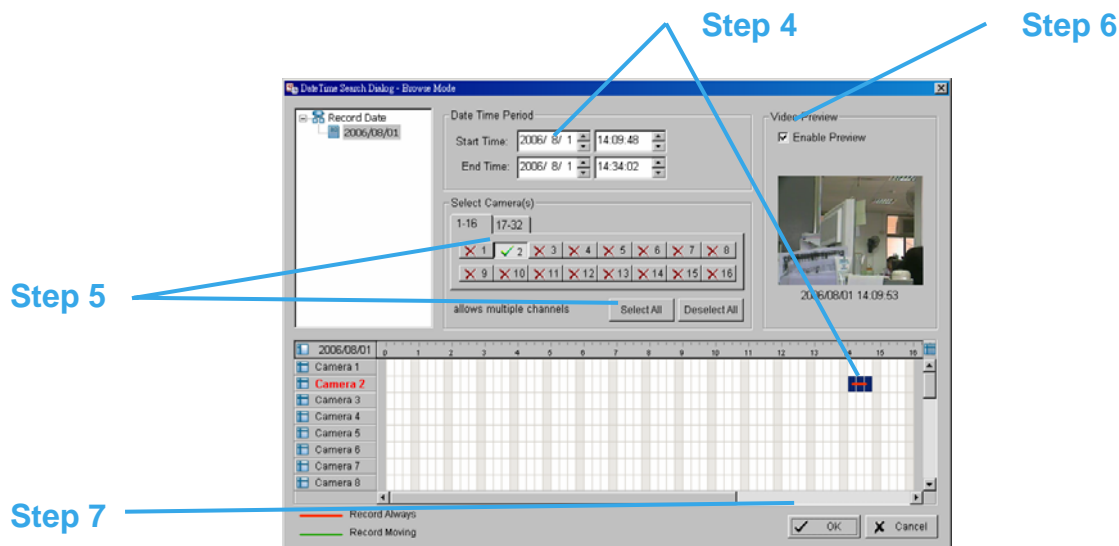 Step 4
Step 6
DateTime Search Dialog - Browse Mode
Record Date
2006/08/01
Date Time Period
Start Time: 2006/ 8/ 1 14:09:48
End Time: 2006/ 8/ 1 14:34:02
Video Preview
Enable Preview
2006/08/01 14:09:53
Select Camera(s)
1-16 17-32
1 2 3 4 5 6 7 8
9 10 11 12 13 14 15 16
allows multiple channels Select All Deselect All
Step 5
2006/08/01 0 1 2 3 4 5 6 7 8 9 10 11 12 13 4 15 16
Camera 1
Camera 2
Camera 3
Camera 4
Camera 5
Camera 6
Camera 7
Camera 8
Step 7
Record Always
Record Moving
OK Cancel